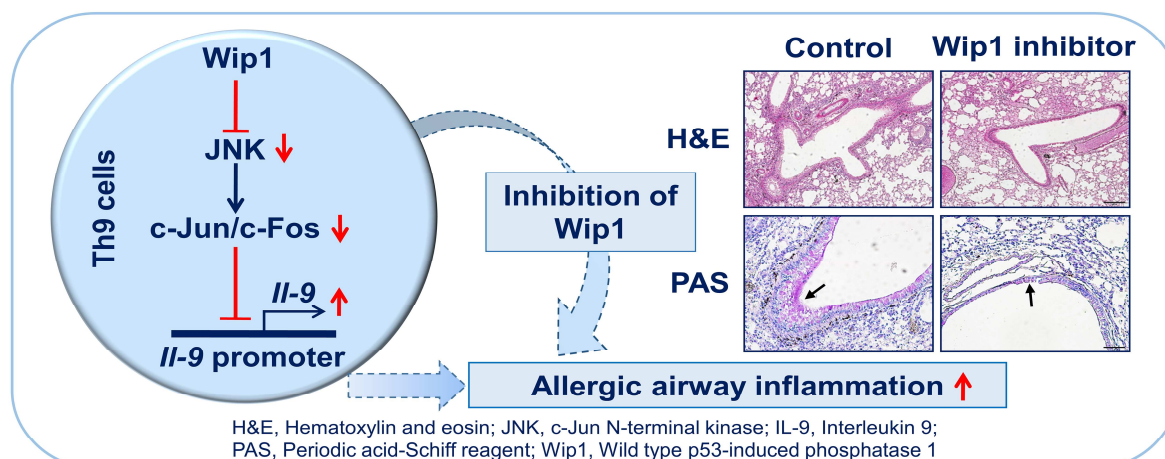 Wip1
JNK ↓
c-Jun/c-Fos ↓
Il-9 ↑
Il-9 promoter
Th9 cells
Inhibition of
Wip1
Control
Wip1 inhibitor
H&E
PAS
Allergic airway inflammation ↑
H&E, Hematoxylin and eosin; JNK, c-Jun N-terminal kinase; IL-9, Interleukin 9;
PAS, Periodic acid-Schiff reagent; Wip1, Wild type p53-induced phosphatase 1